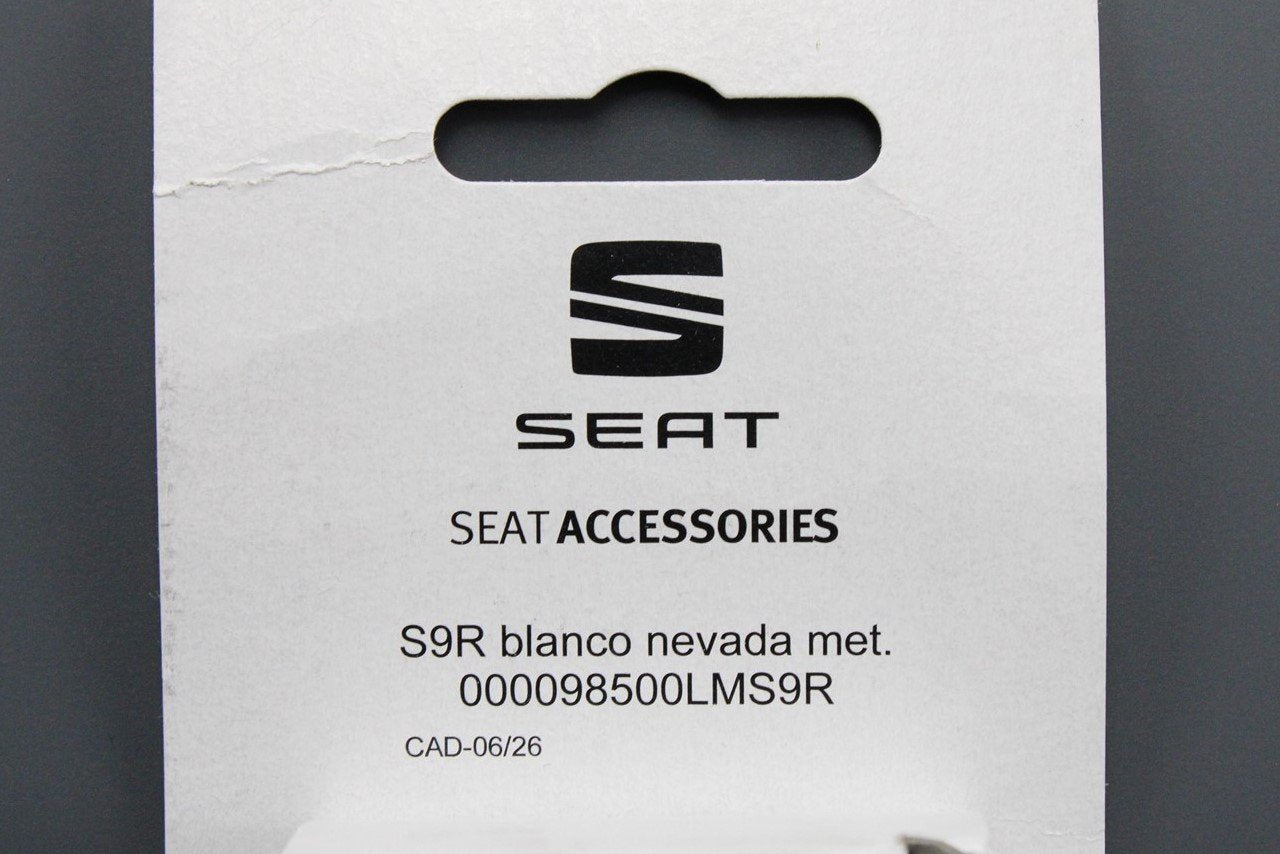 SEAT
SEAT ACCESSORIES
S9R blanco nevada met.
000098500LMS9R
CAD-06/26